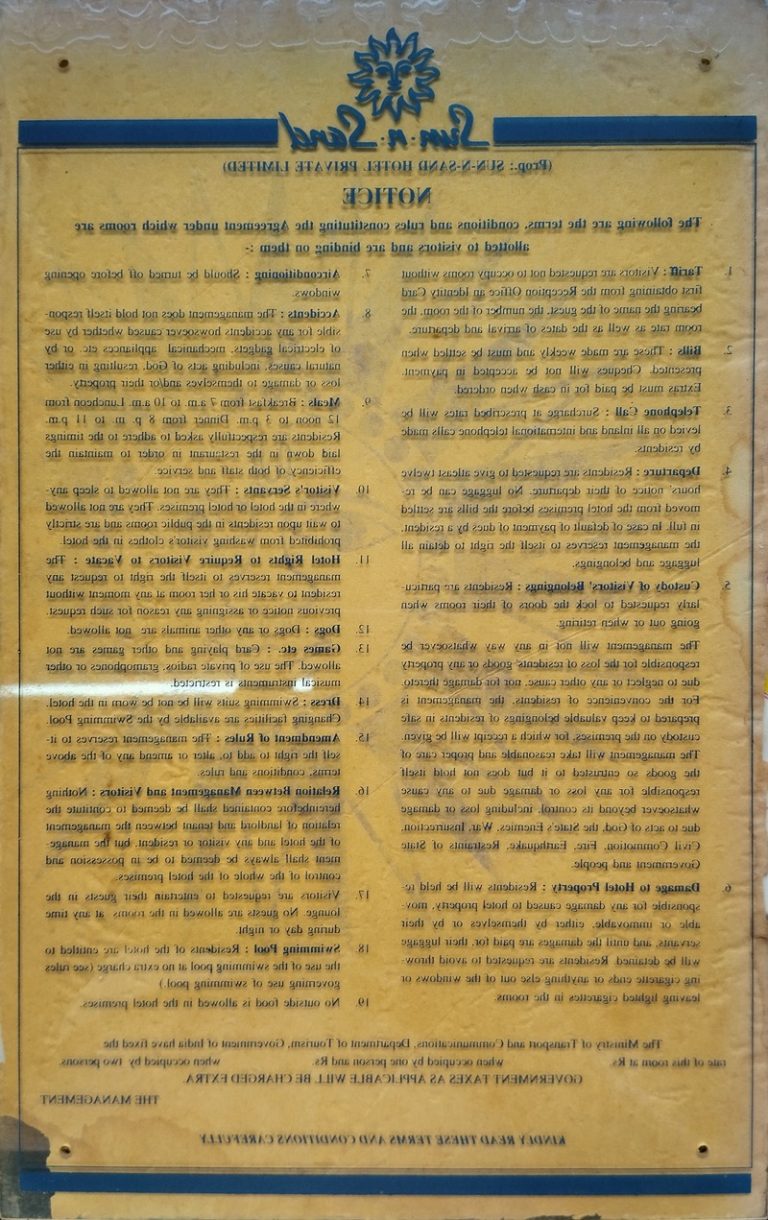 Sun-n-Sand
(Prop.: SUN-N-SAND HOTEL PRIVATE LIMITED)
NOTICE
The following are the terms, conditions and rules constituting the Agreement under which rooms are
allotted to visitors and are binding on them :-
1. Tariff : Visitors are requested not to occupy rooms without
first obtaining from the Reception Office an Identity Card
bearing the name of the guest, the number of the room, the
room rate as well as the dates of arrival and departure.
2. Bills : These are made weekly and must be settled when
presented. Cheques will not be accepted in payment.
Extras must be paid for in cash when ordered.
3. Telephone Call : Surcharge at prescribed rates will be
levied on all inland and international telephone calls made
by residents.
4. Departure : Residents are requested to give atleast twelve
hours' notice of their departure. No luggage can be re-
moved from the hotel premises before the bills are settled
in full. In case of default of payment of dues by a resident,
the management reserves to itself the right to detain all
luggage and belongings.
5. Custody of Visitors' Belongings : Residents are particu-
larly requested to lock the doors of their rooms when
going out or when retiring.
The management will not in any way whatsoever be
responsible for the loss of residents' goods or any property
due to neglect or any other cause, nor for damage thereto.
For the convenience of residents, the management is
prepared to keep valuable belongings of residents in safe
custody on the premises, for which a receipt will be given.
The management will take reasonable and proper care of
the goods so entrusted to it but does not hold itself
responsible for any loss or damage due to any cause
whatsoever beyond its control, including loss or damage
due to acts of God, the State's Enemies, War, Insurrection,
Civil Commotion, Fire, Earthquake, Restraints of State
Government and people.
6. Damage to Hotel Property : Residents will be held re-
sponsible for any damage caused to hotel property, mov-
able or immovable, either by themselves or by their
servants, and until the damages are paid for, their luggage
will be detained. Residents are requested to avoid throw-
ing cigarette ends or anything else out of the windows or
leaving lighted cigarettes in the rooms.
7. Airconditioning : Should be turned off before opening
windows.
8. Accidents : The management does not hold itself respon-
sible for any accidents howsoever caused whether by use
of electrical gadgets, mechanical appliances etc. or by
natural causes, including acts of God, resulting in either
loss or damage to themselves and/or their property.
9. Meals : Breakfast from 7 a.m. to 10 a.m. Luncheon from
12 noon to 3 p.m. Dinner from 8 p. m. to 11 p.m.
Residents are respectfully asked to adhere to the timings
laid down in the restaurant in order to maintain the
efficiency of both staff and service.
10. Visitor's Servants : They are not allowed to sleep any-
where in the hotel or hotel premises. They are not allowed
to wait upon residents in the public rooms and are strictly
prohibited from washing visitor's clothes in the hotel.
11. Hotel Rights to Require Visitors to Vacate : The
management reserves to itself the right to request any
resident to vacate his or her room at any moment without
previous notice or assigning any reason for such request.
12. Dogs : Dogs or any other animals are not allowed.
13. Games etc. : Card playing and other games are not
allowed. The use of private radios, gramophones or other
musical instruments is restricted.
14. Dress : Swimming suits will be not be worn in the hotel.
Changing facilities are available by the Swimming Pool.
15. Amendment of Rules : The management reserves to it-
self the right to add to, alter or amend any of the above
terms, conditions and rules.
16. Relation Between Management and Visitors : Nothing
hereinbefore contained shall be deemed to contitute the
relation of landlord and tenant between the management
of the hotel and any visitor or resident, but the manage-
ment shall always be deemed to be in possession and
control of the whole of the hotel premises.
17. Visitors are requested to entertain their guests in the
lounge. No guests are allowed in the rooms at any time
during day or night.
18. Swimming Pool : Residents of the hotel are entitled to
the use of the swimming pool at no extra charge (see rules
governing use of swimming pool.)
19. No outside food is allowed in the hotel premises.
The Ministry of Transport and Communications, Department of Tourism, Government of India have fixed the
rate of this room at Rs. when occupied by one person and Rs. when occupied by two persons.
GOVERNMENT TAXES AS APPLICABLE WILL BE CHARGED EXTRA.
THE MANAGEMENT
KINDLY READ THESE TERMS AND CONDITIONS CAREFULLY